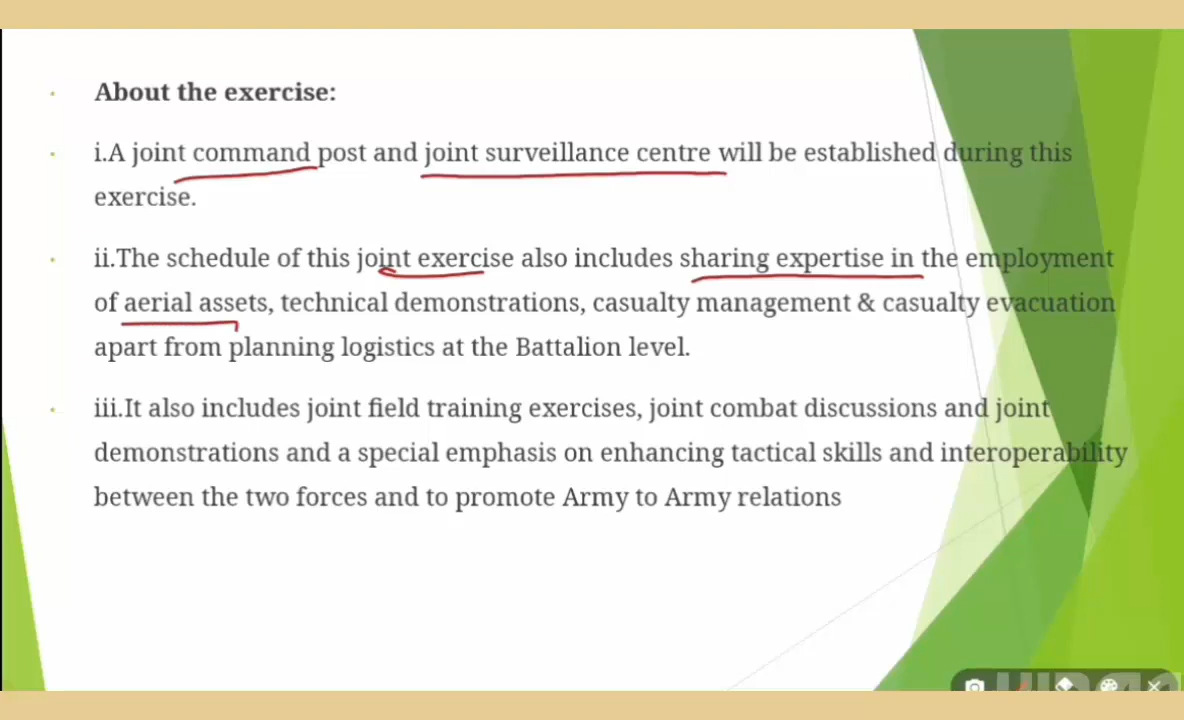 About the exercise:
i.A joint command post and joint surveillance centre will be established during this
exercise.
ii.The schedule of this joint exercise also includes sharing expertise in the employment
of aerial assets, technical demonstrations, casualty management & casualty evacuation
apart from planning logistics at the Battalion level.
iii.It also includes joint field training exercises, joint combat discussions and joint
demonstrations and a special emphasis on enhancing tactical skills and interoperability
between the two forces and to promote Army to Army relations